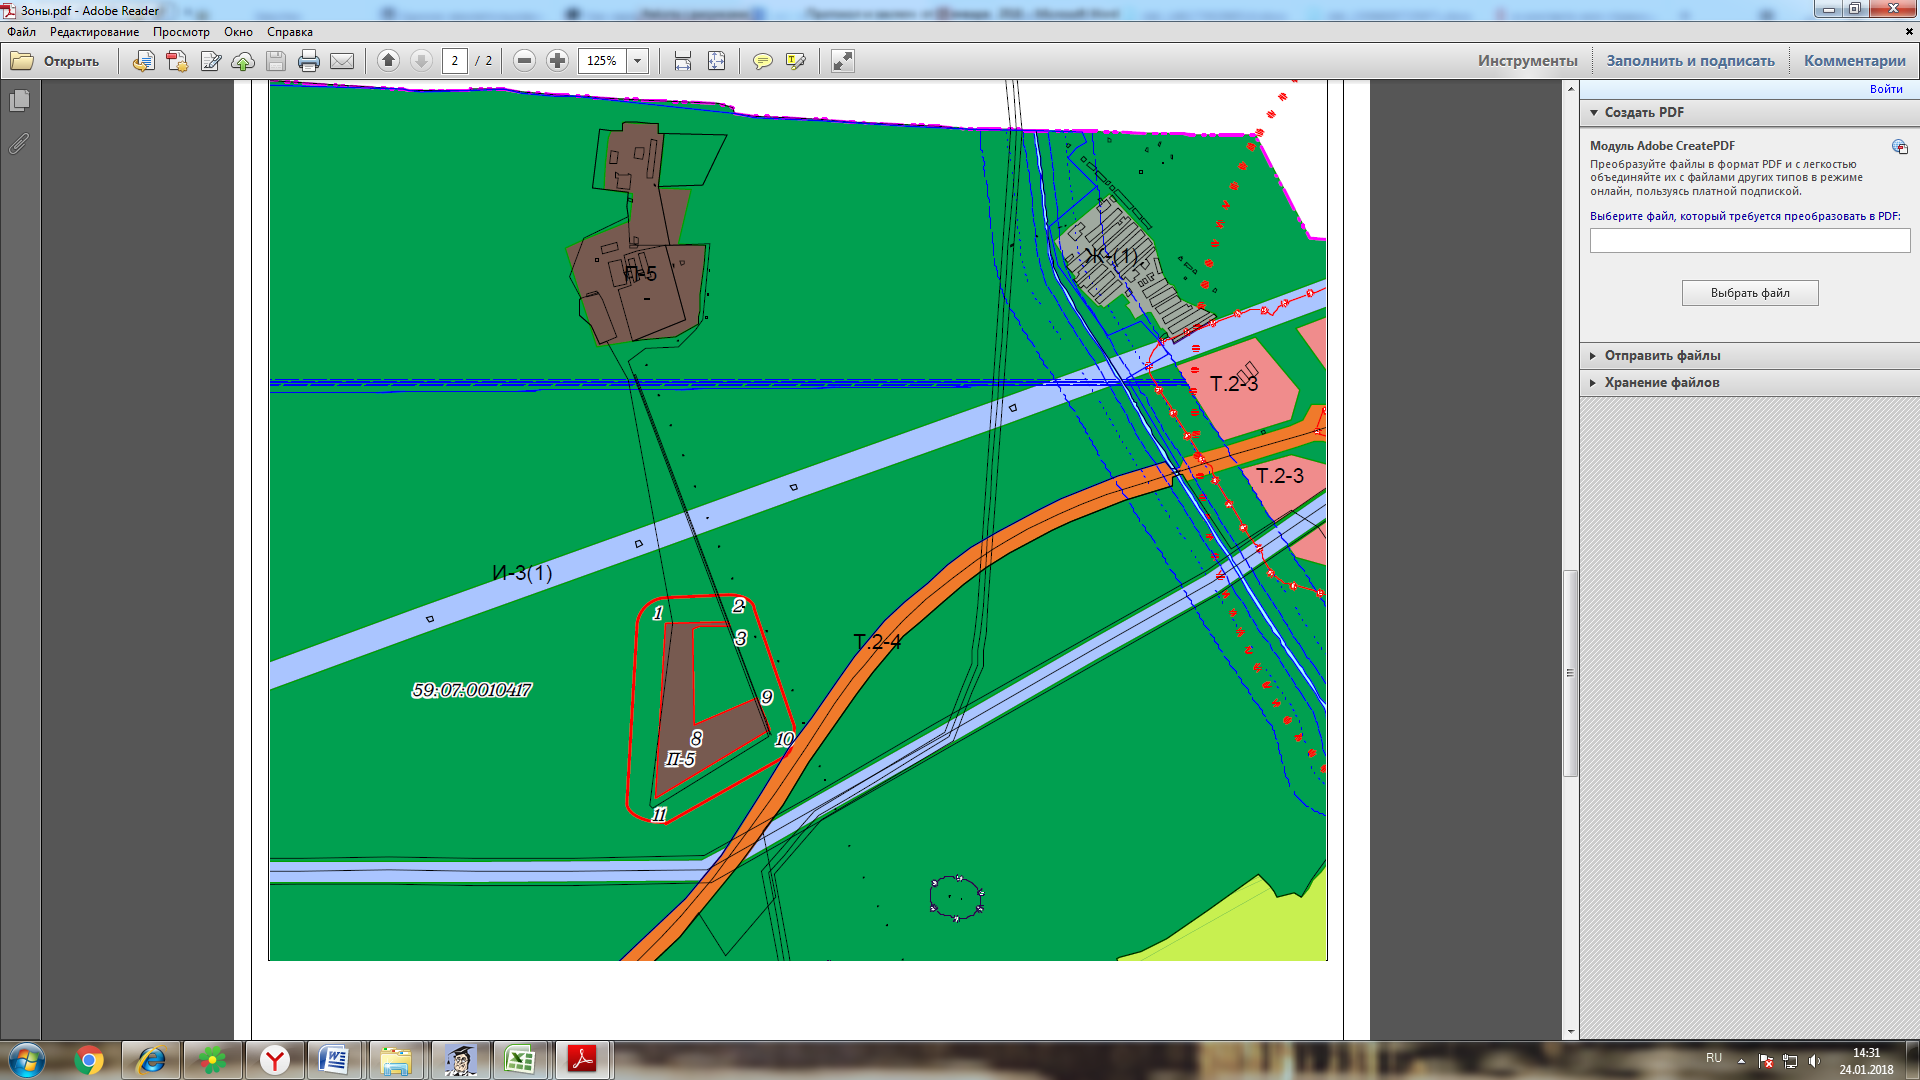 Зоны.pdf - Adobe Reader
Файл Редактирование Просмотр Окно Справка
Открыть
2 / 2
125%
Инструменты
Заполнить и подписать
Комментарии
Войти
Создать PDF
Модуль Adobe CreatePDF
Преобразуйте файлы в формат PDF и с легкостью
объединяйте их с файлами других типов в режиме
онлайн, пользуясь платной подпиской.
Выберите файл, который требуется преобразовать в PDF:
Выбрать файл
Отправить файлы
Хранение файлов
П-5
Ж-(1)
Т.2-3
Т.2-3
И-3(1)
1
2
3
Т.2-4
59:07:0010417
9
8
10
П-5
11
RU
14:31
24.01.2018